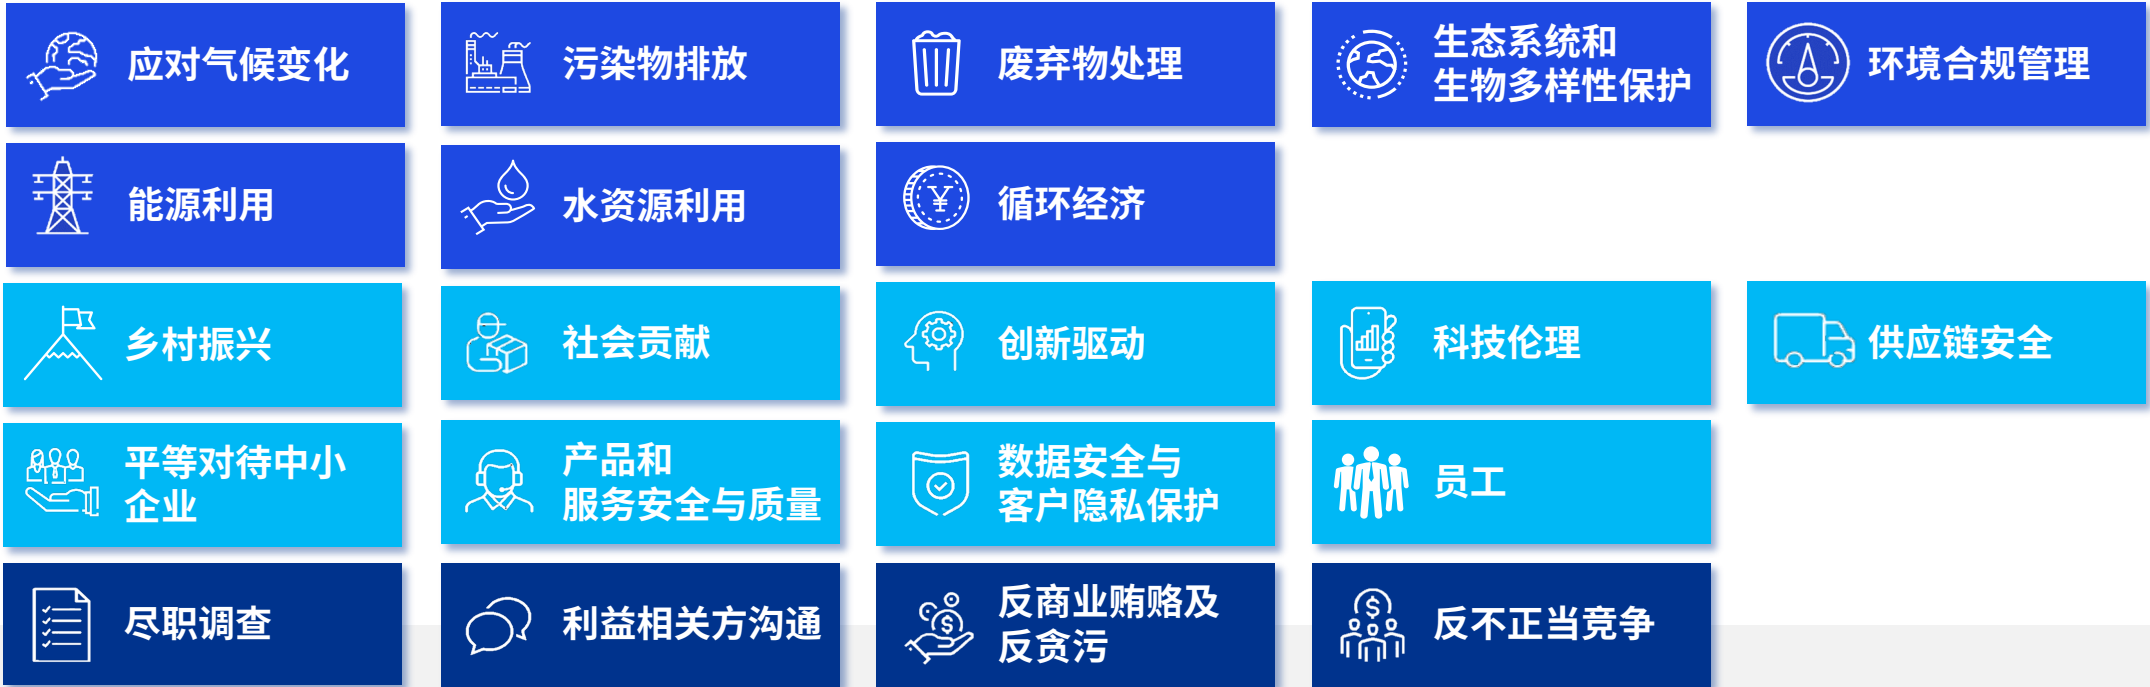 应对气候变化
污染物排放
废弃物处理
生态系统和
生物多样性保护
环境合规管理
能源利用
水资源利用
循环经济
乡村振兴
社会贡献
创新驱动
科技伦理
供应链安全
平等对待中小
企业
产品和
服务安全与质量
数据安全与
客户隐私保护
员工
尽职调查
利益相关方沟通
反商业贿赂及
反贪污
反不正当竞争